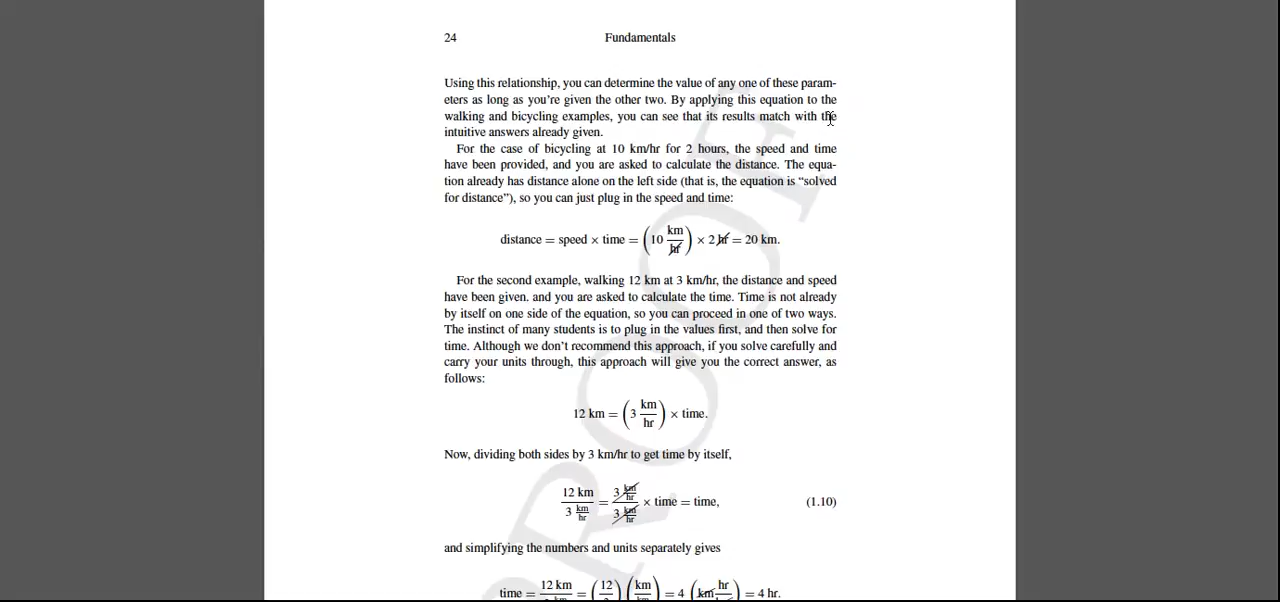 24 Fundamentals
Using this relationship, you can determine the value of any one of these param-
eters as long as you're given the other two. By applying this equation to the
walking and bicycling examples, you can see that its results match with the
intuitive answers already given.
For the case of bicycling at 10 km/hr for 2 hours, the speed and time
have been provided, and you are asked to calculate the distance. The equa-
tion already has distance alone on the left side (that is, the equation is “solved
for distance”), so you can just plug in the speed and time:
distance = speed × time = (10 km/hr) × 2 hr = 20 km.
For the second example, walking 12 km at 3 km/hr, the distance and speed
have been given. and you are asked to calculate the time. Time is not already
by itself on one side of the equation, so you can proceed in one of two ways.
The instinct of many students is to plug in the values first, and then solve for
time. Although we don't recommend this approach, if you solve carefully and
carry your units through, this approach will give you the correct answer, as
follows:
12 km = (3 km/hr) × time.
Now, dividing both sides by 3 km/hr to get time by itself,
12 km / 3 km/hr = 3 km/hr / 3 km/hr × time = time, (1.10)
and simplifying the numbers and units separately gives
time = 12 km = (12) (km) = 4 (km hr) = 4 hr.
PROOF